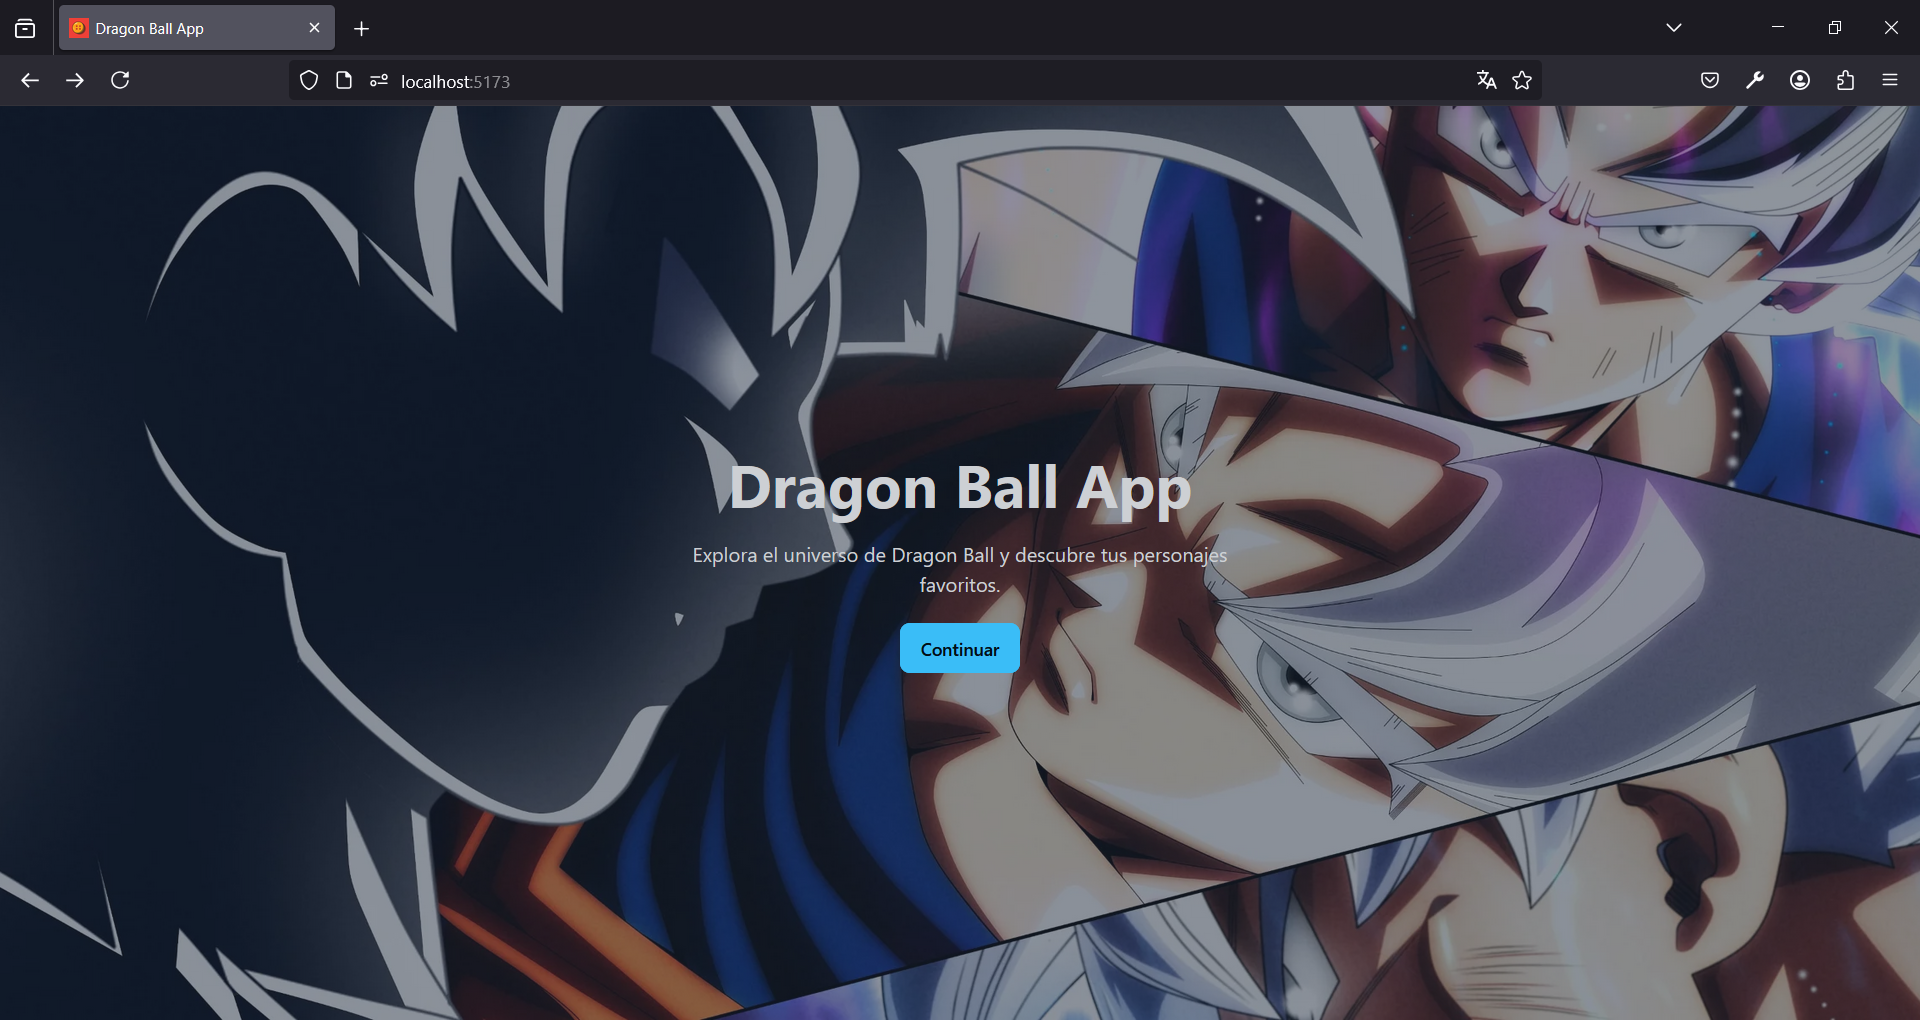 Dragon Ball App
localhost:5173
Dragon Ball App
Explora el universo de Dragon Ball y descubre tus personajes
favoritos.
Continuar